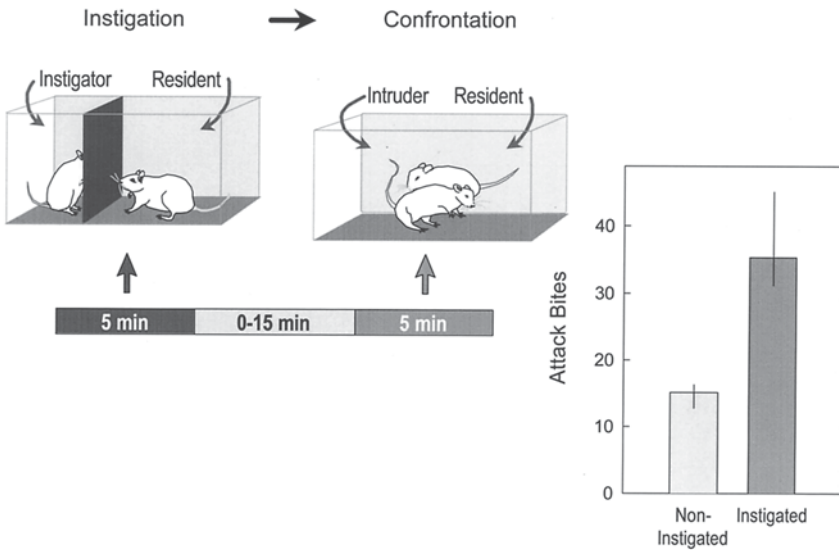 Instigation
Confrontation
Instigator
Resident
Intruder
Resident
5 min
0-15 min
5 min
Attack Bites
40
30
20
10
0
Non-
Instigated
Instigated